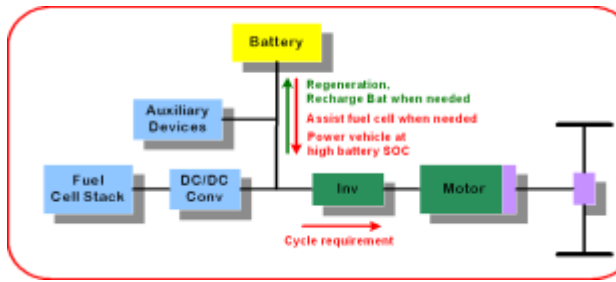 Battery
Regeneration,
Recharge Bat when needed
Auxiliary
Devices
Assist fuel cell when needed
Power vehicle at
high battery SOC
Fuel
Cell Stack
DC/DC
Conv
Inv
Motor
Cycle requirement